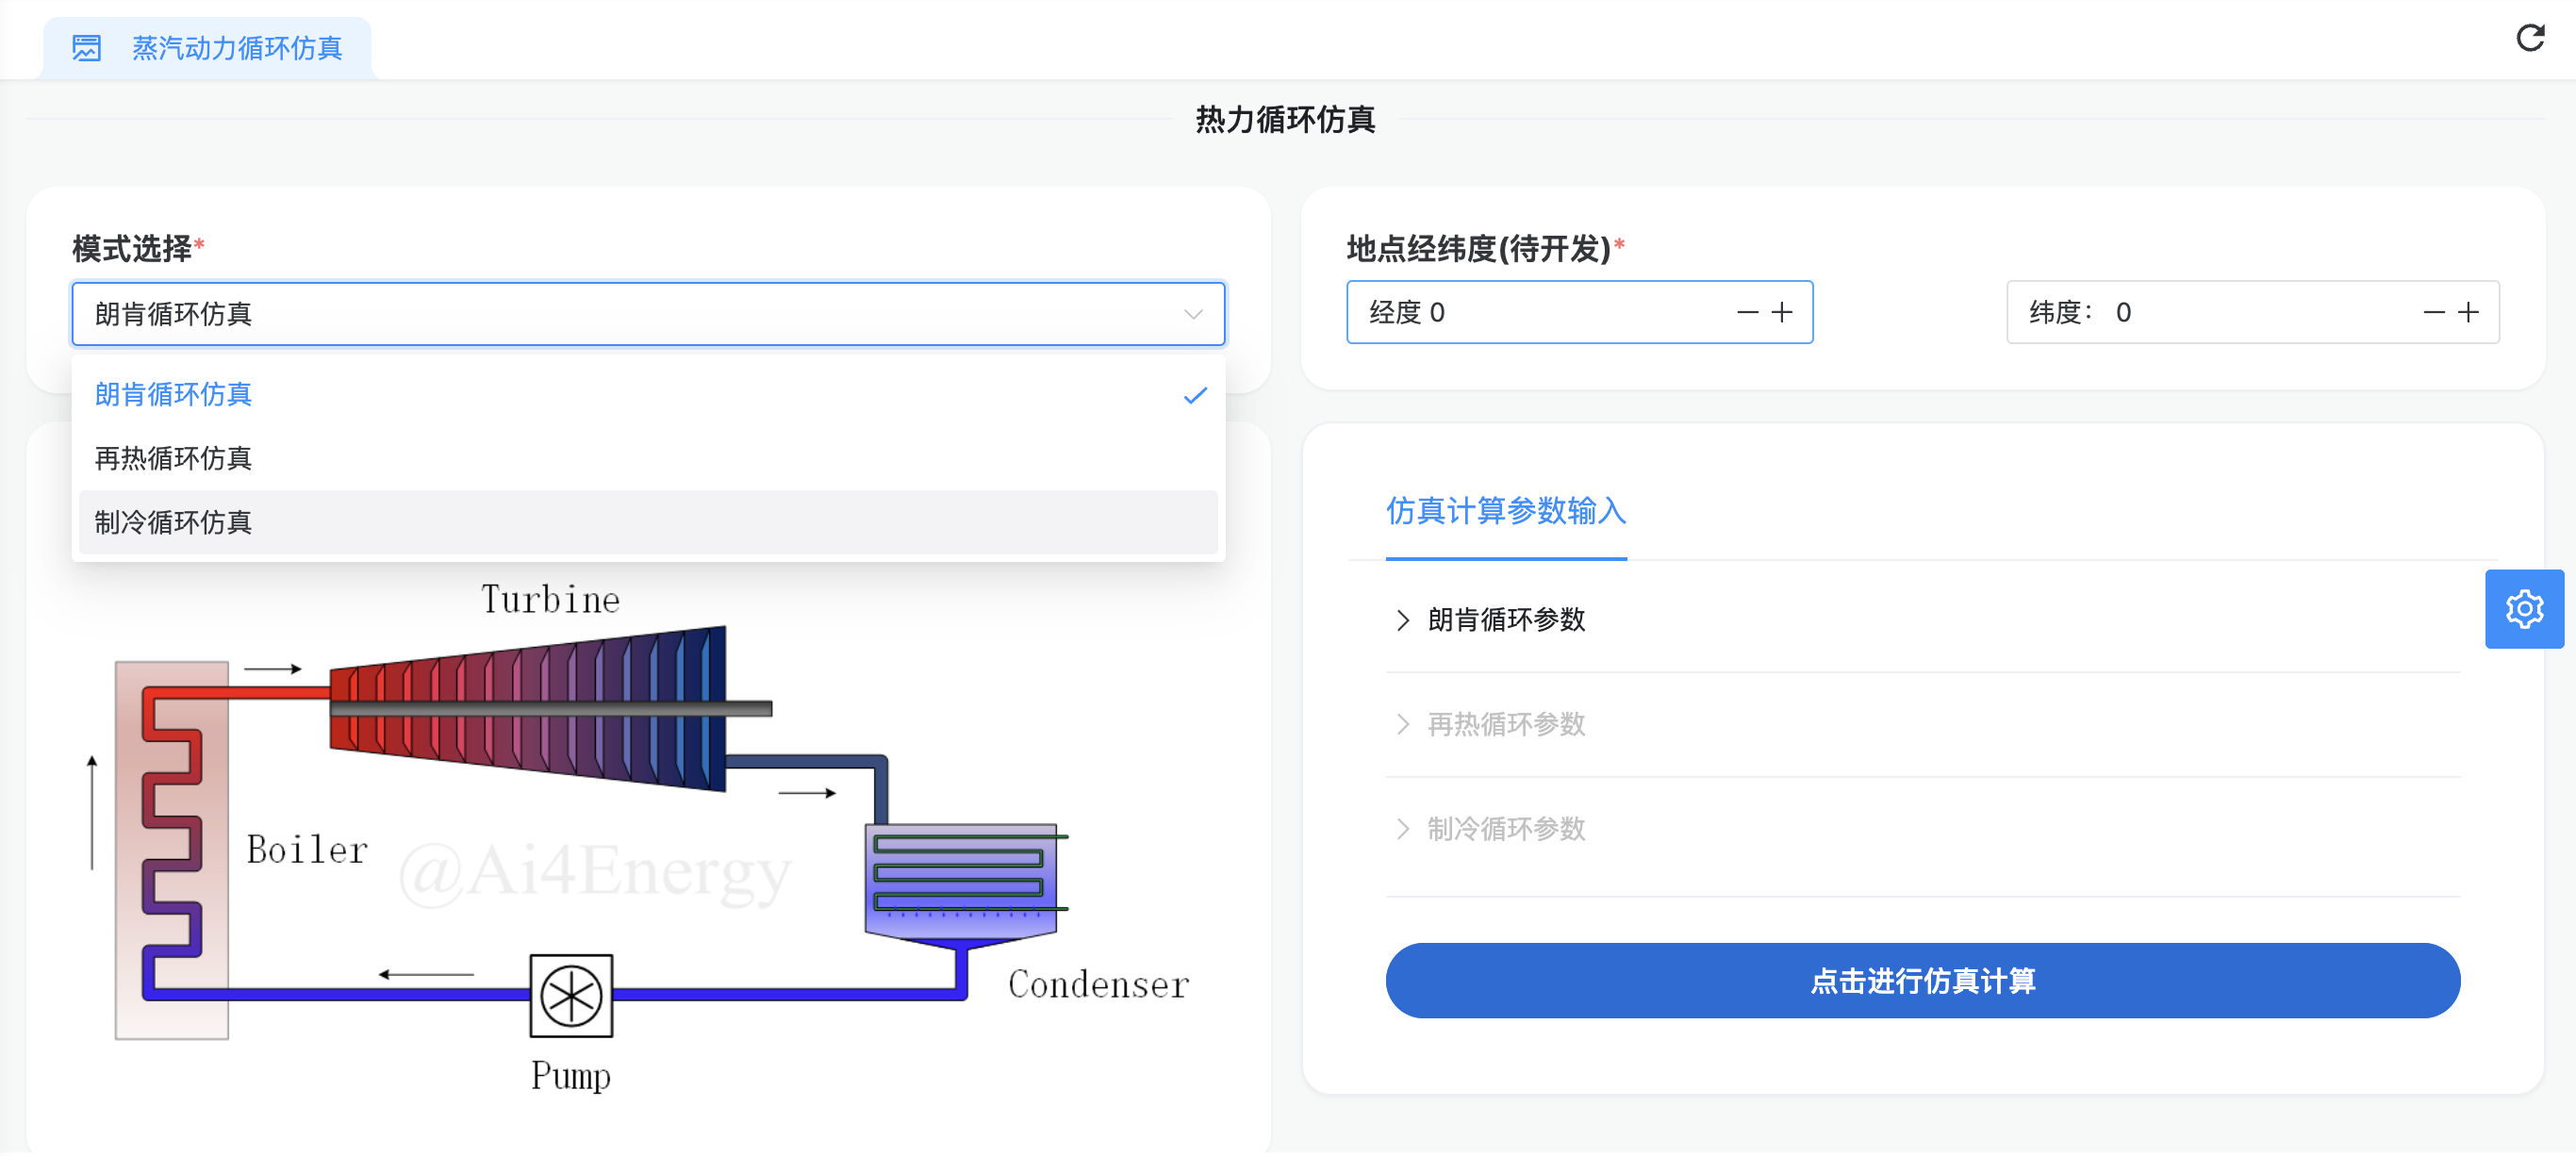 蒸汽动力循环仿真
热力循环仿真
模式选择*
朗肯循环仿真
朗肯循环仿真
再热循环仿真
制冷循环仿真
地点经纬度(待开发)*
经度 0
纬度： 0
Turbine
Boiler
@Ai4Energy
Condenser
Pump
仿真计算参数输入
朗肯循环参数
再热循环参数
制冷循环参数
点击进行仿真计算